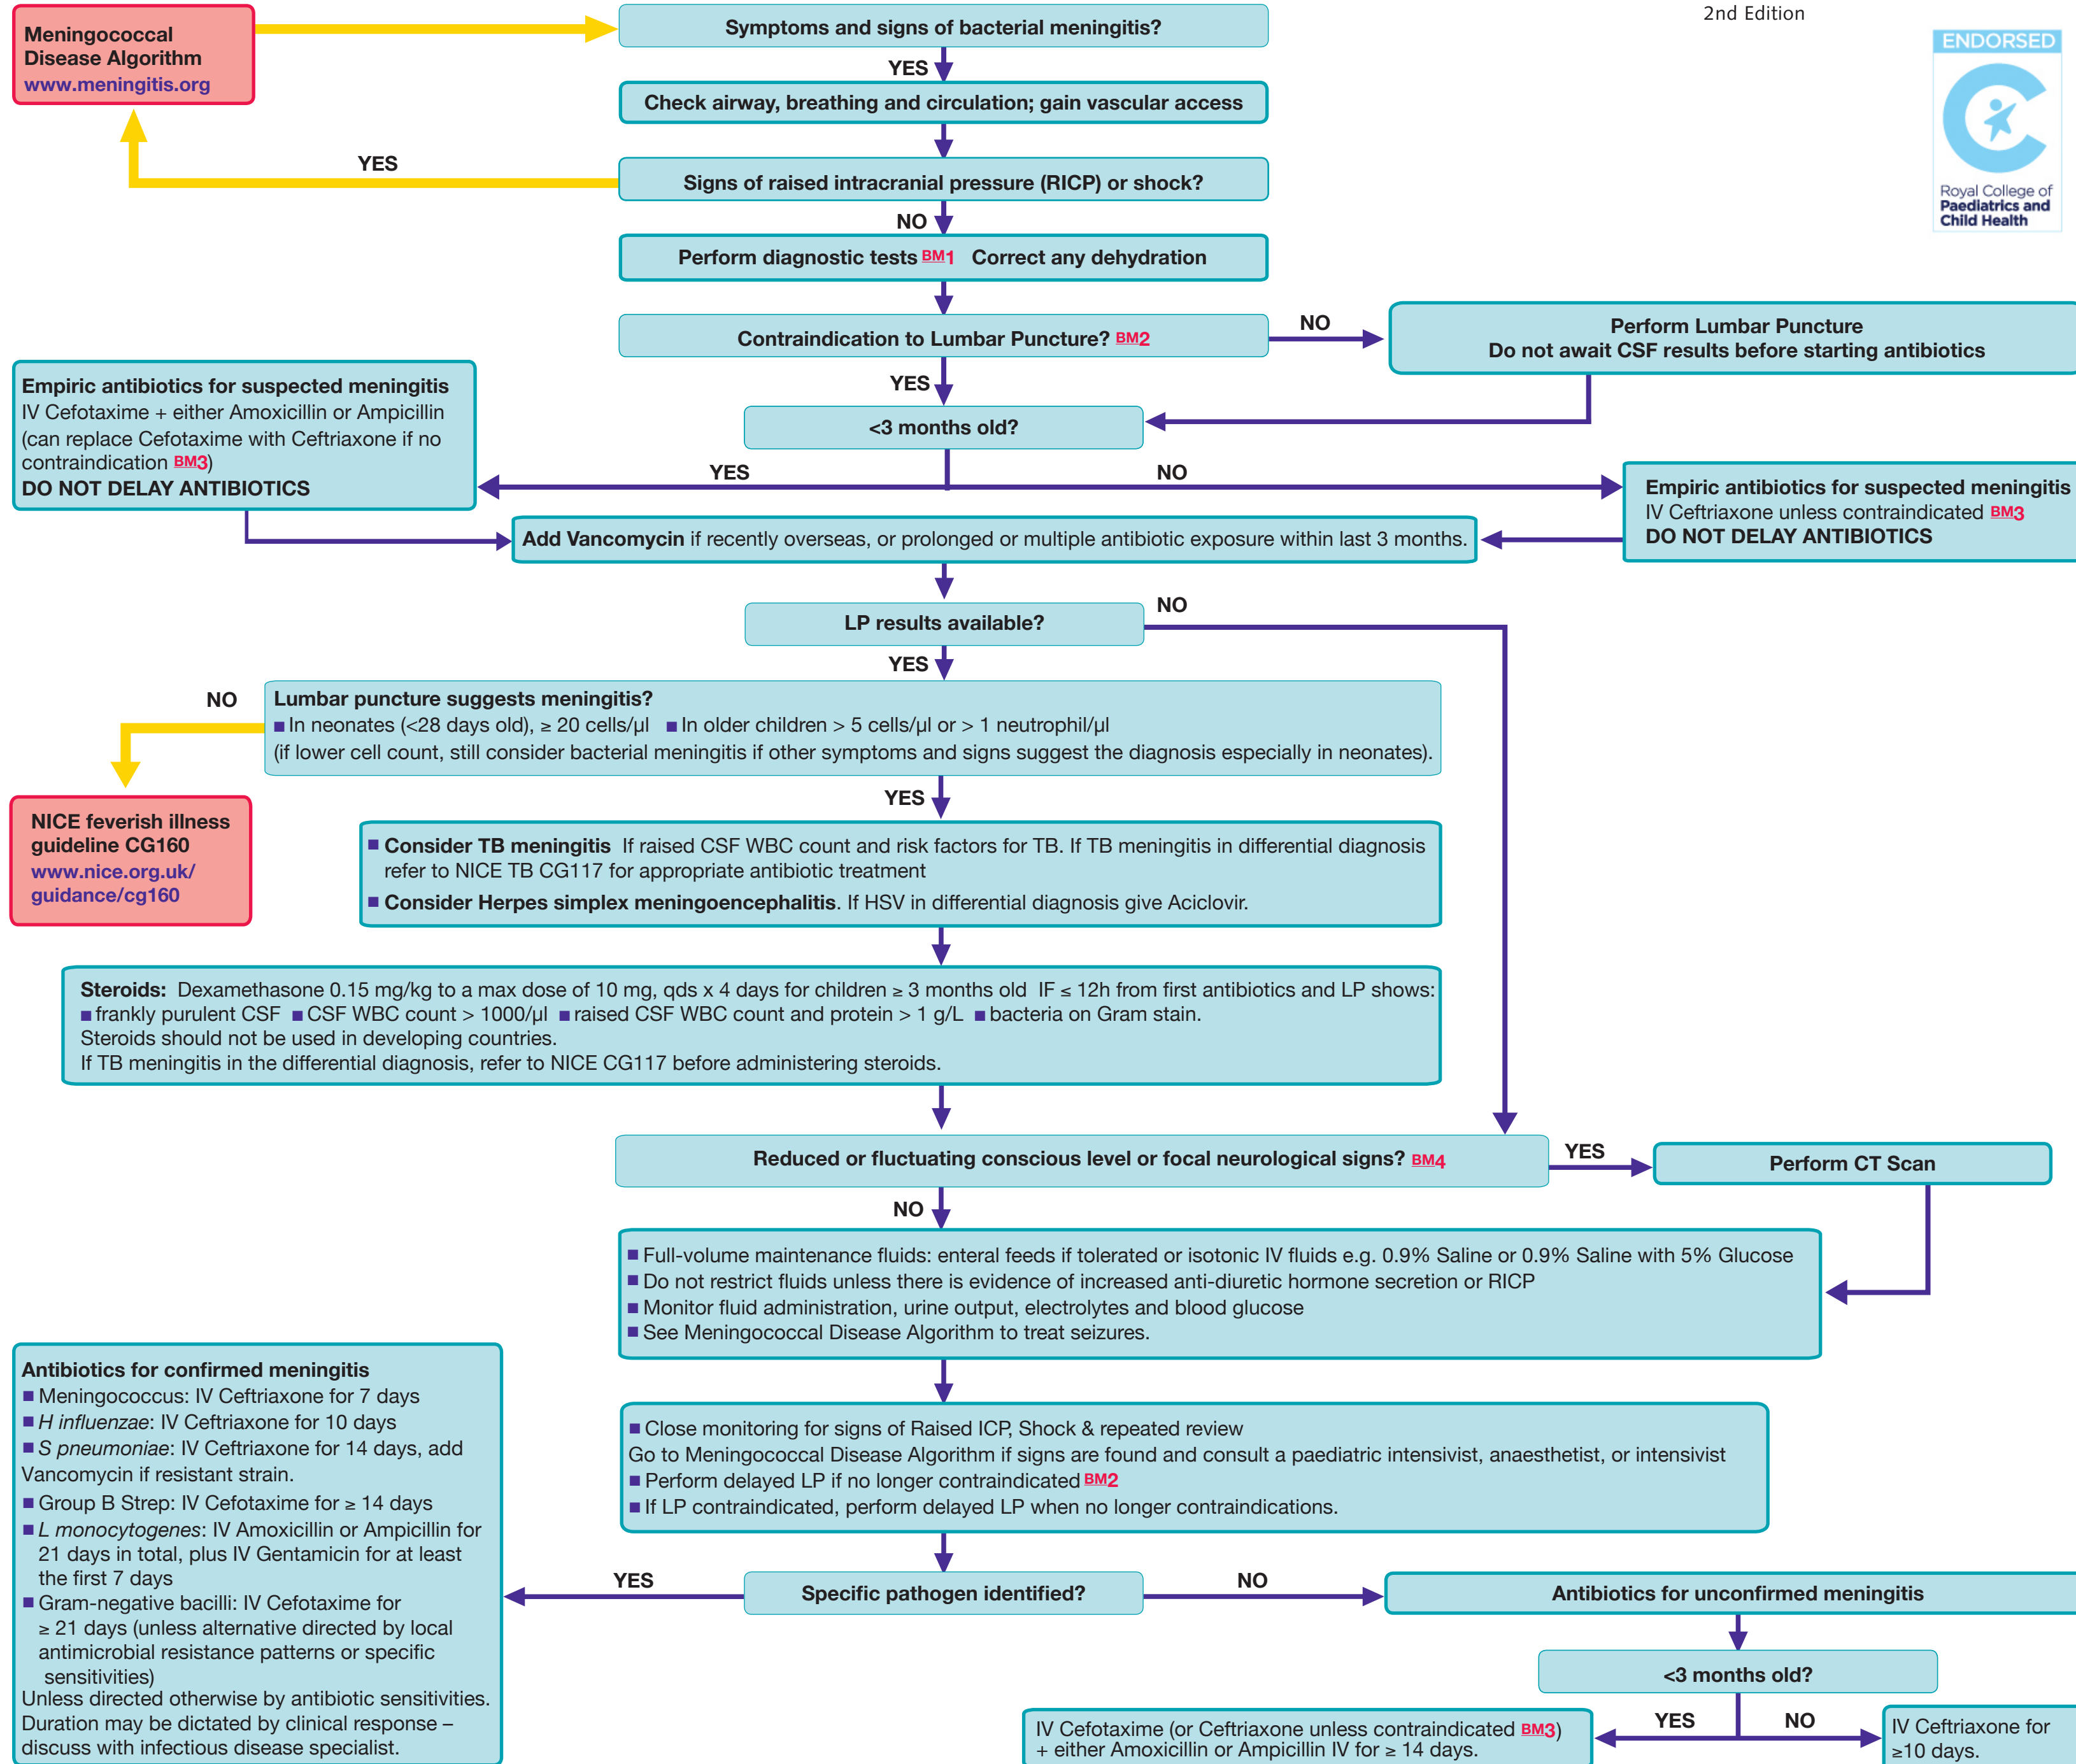 2nd Edition
ENDORSED
Royal College of
Paediatrics and
Child Health
Meningococcal
Disease Algorithm
www.meningitis.org
Symptoms and signs of bacterial meningitis?
YES
Check airway, breathing and circulation; gain vascular access
YES
Signs of raised intracranial pressure (RICP) or shock?
NO
Perform diagnostic tests BM1 Correct any dehydration
Contraindication to Lumbar Puncture? BM2
NO
Perform Lumbar Puncture
Do not await CSF results before starting antibiotics
YES
<3 months old?
YES
NO
Empiric antibiotics for suspected meningitis
IV Cefotaxime + either Amoxicillin or Ampicillin
(can replace Cefotaxime with Ceftriaxone if no
contraindication BM3)
DO NOT DELAY ANTIBIOTICS
Empiric antibiotics for suspected meningitis
IV Ceftriaxone unless contraindicated BM3
DO NOT DELAY ANTIBIOTICS
Add Vancomycin if recently overseas, or prolonged or multiple antibiotic exposure within last 3 months.
LP results available?
NO
YES
NO
Lumbar puncture suggests meningitis?
■ In neonates (<28 days old), ≥ 20 cells/µl ■ In older children > 5 cells/µl or > 1 neutrophil/µl
(if lower cell count, still consider bacterial meningitis if other symptoms and signs suggest the diagnosis especially in neonates).
YES
NICE feverish illness
guideline CG160
www.nice.org.uk/
guidance/cg160
■ Consider TB meningitis If raised CSF WBC count and risk factors for TB. If TB meningitis in differential diagnosis
refer to NICE TB CG117 for appropriate antibiotic treatment
■ Consider Herpes simplex meningoencephalitis. If HSV in differential diagnosis give Aciclovir.
Steroids: Dexamethasone 0.15 mg/kg to a max dose of 10 mg, qds x 4 days for children ≥ 3 months old IF ≤ 12h from first antibiotics and LP shows:
■ frankly purulent CSF ■ CSF WBC count > 1000/µl ■ raised CSF WBC count and protein > 1 g/L ■ bacteria on Gram stain.
Steroids should not be used in developing countries.
If TB meningitis in the differential diagnosis, refer to NICE CG117 before administering steroids.
Reduced or fluctuating conscious level or focal neurological signs? BM4
YES
Perform CT Scan
NO
■ Full-volume maintenance fluids: enteral feeds if tolerated or isotonic IV fluids e.g. 0.9% Saline or 0.9% Saline with 5% Glucose
■ Do not restrict fluids unless there is evidence of increased anti-diuretic hormone secretion or RICP
■ Monitor fluid administration, urine output, electrolytes and blood glucose
■ See Meningococcal Disease Algorithm to treat seizures.
■ Close monitoring for signs of Raised ICP, Shock & repeated review
Go to Meningococcal Disease Algorithm if signs are found and consult a paediatric intensivist, anaesthetist, or intensivist
■ Perform delayed LP if no longer contraindicated BM2
■ If LP contraindicated, perform delayed LP when no longer contraindications.
Specific pathogen identified?
YES
NO
Antibiotics for confirmed meningitis
■ Meningococcus: IV Ceftriaxone for 7 days
■ H influenzae: IV Ceftriaxone for 10 days
■ S pneumoniae: IV Ceftriaxone for 14 days, add
Vancomycin if resistant strain.
■ Group B Strep: IV Cefotaxime for ≥ 14 days
■ L monocytogenes: IV Amoxicillin or Ampicillin for
21 days in total, plus IV Gentamicin for at least
the first 7 days
■ Gram-negative bacilli: IV Cefotaxime for
≥ 21 days (unless alternative directed by local
antimicrobial resistance patterns or specific
sensitivities)
Unless directed otherwise by antibiotic sensitivities.
Duration may be dictated by clinical response –
discuss with infectious disease specialist.
Antibiotics for unconfirmed meningitis
<3 months old?
YES
NO
IV Cefotaxime (or Ceftriaxone unless contraindicated BM3)
+ either Amoxicillin or Ampicillin IV for ≥ 14 days.
IV Ceftriaxone for
≥10 days.